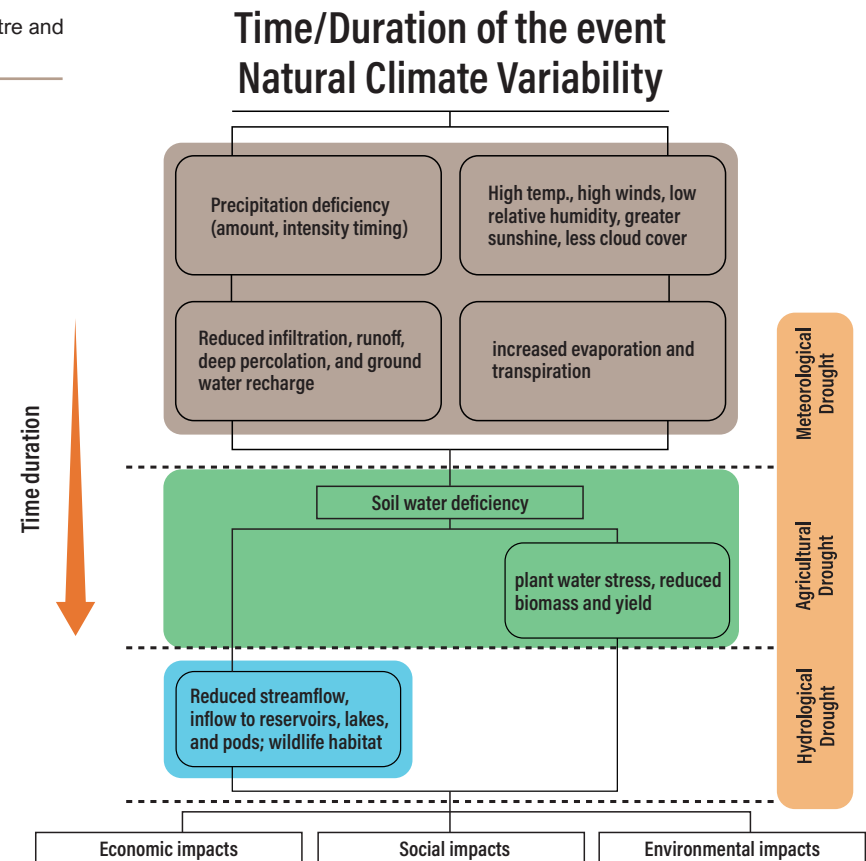 tre and
Time/Duration of the event
Natural Climate Variability
Precipitation deficiency
(amount, intensity timing)
High temp., high winds, low
relative humidity, greater
sunshine, less cloud cover
Reduced infiltration, runoff,
deep percolation, and ground
water recharge
increased evaporation and
transpiration
Meteorological
Drought
Time duration
Soil water deficiency
plant water stress, reduced
biomass and yield
Agricultural
Drought
Reduced streamflow,
inflow to reservoirs, lakes,
and pods; wildlife habitat
Hydrological
Drought
Economic impacts
Social impacts
Environmental impacts